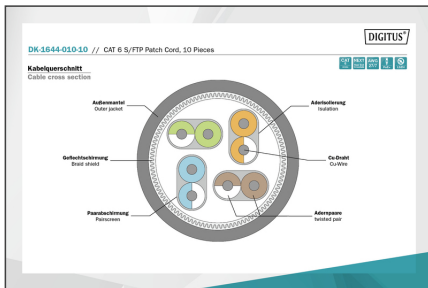 DIGITUS®
DK-1644-010-10 // CAT 6 S/FTP Patch Cord, 10 Pieces
Kabelquerschnitt
Cable cross section
Außenmantel
Outer jacket
Aderisolierung
Isolation
Geflechtschirmung
Braid shield
Cu-Draht
Cu-Wire
Paarabschirmung
Pairscreen
Adernpaare
twisted pair